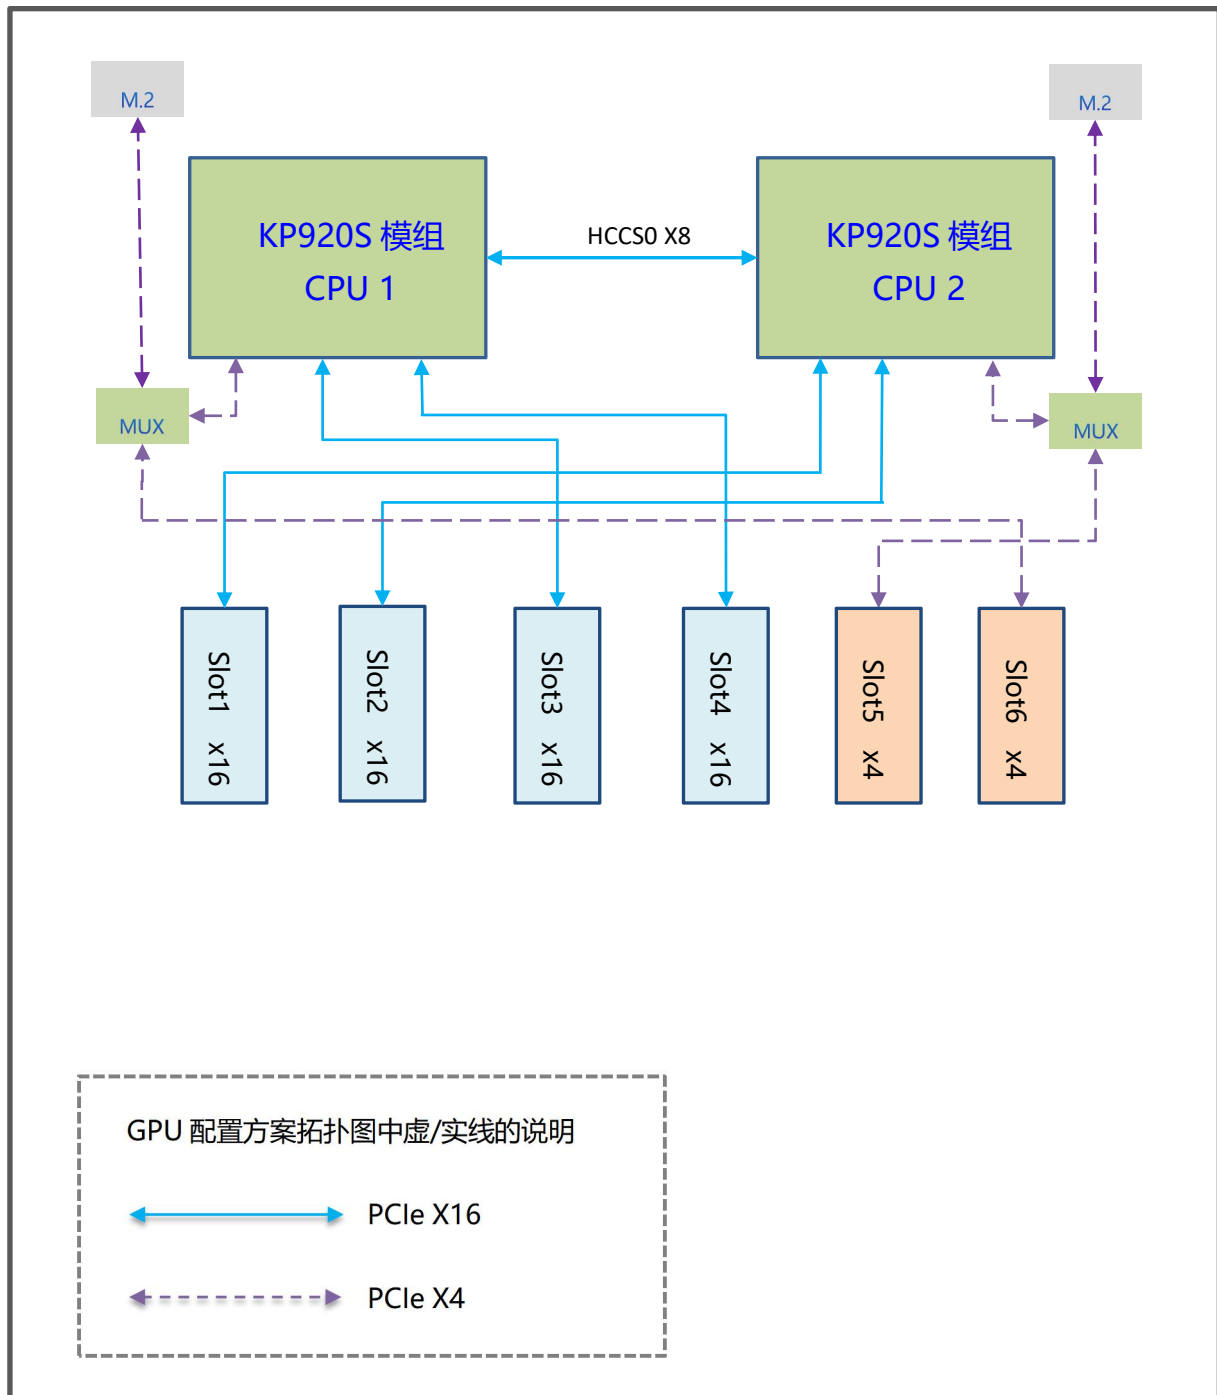 M.2
M.2
KP920S 模组
CPU 1
HCCS0 X8
KP920S 模组
CPU 2
MUX
MUX
Slot1 x16
Slot2 x16
Slot3 x16
Slot4 x16
Slot5 x4
Slot6 x4
GPU 配置方案拓扑图中虚/实线的说明
PCIe X16
PCIe X4